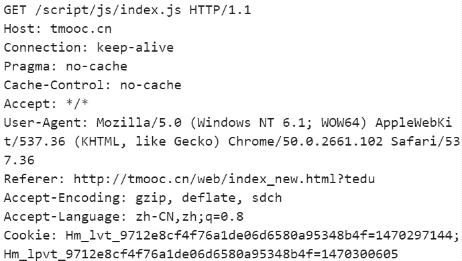 GET /script/js/index.js HTTP/1.1
Host: tmooc.cn
Connection: keep-alive
Pragma: no-cache
Cache-Control: no-cache
Accept: */*
User-Agent: Mozilla/5.0 (Windows NT 6.1; WOW64) AppleWebKi
t/537.36 (KHTML, like Gecko) Chrome/50.0.2661.102 Safari/53
7.36
Referer: http://tmooc.cn/web/index_new.html?tedu
Accept-Encoding: gzip, deflate, sdch
Accept-Language: zh-CN,zh;q=0.8
Cookie: Hm_lvt_9712e8cf4f76a1de06d6580a95348b4f=1470297144;
Hm_lpvt_9712e8cf4f76a1de06d6580a95348b4f=1470300605